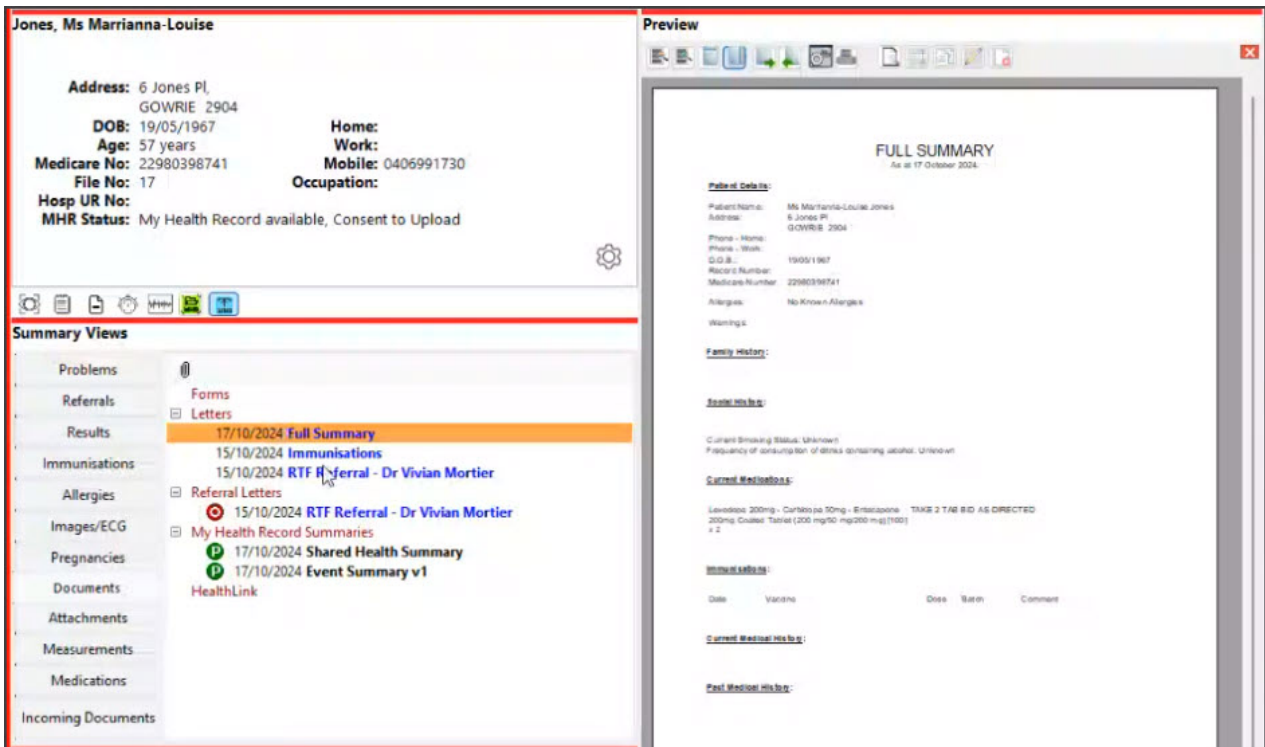 Jones, Ms Marrianna-Louise
Address: 6 Jones Pl,
GOWRIE 2904
DOB: 19/05/1967 Home:
Age: 57 years Work:
Medicare No: 22980398741 Mobile: 0406991730
File No: 17 Occupation:
Hosp UR No:
MHR Status: My Health Record available, Consent to Upload
Summary Views
Problems
Referrals
Results
Immunisations
Allergies
Images/ECG
Pregnancies
Documents
Attachments
Measurements
Medications
Incoming Documents
Forms
Letters
17/10/2024 Full Summary
15/10/2024 Immunisations
15/10/2024 RTF Referral - Dr Vivian Mortier
Referral Letters
15/10/2024 RTF Referral - Dr Vivian Mortier
My Health Record Summaries
P 17/10/2024 Shared Health Summary
P 17/10/2024 Event Summary v1
HealthLink
Preview
FULL SUMMARY
As at 17 October 2024.
Patient Details:
Patient Name: Ms Marrianna-Louise Jones
Address: 6 Jones Pl
GOWRIE 2904
Phone - Home:
Phone - Work:
D.O.B.: 19/05/1967
Record Number:
Medicare Number: 22980398741
Allergies: No Known Allergies
Warnings:
Family History:
Social History:
Current Smoking Status: Unknown
Frequency of consumption of drinks containing alcohol: Unknown
Current Medications:
Levodopa 200mg - Carbidopa 50mg - Entacapone TAKE 2 TAB BID AS DIRECTED
200mg Coated Tablet (200 mg/50 mg/200 mg) [100]
x 2
Immunisations:
Date Vaccine Dose Batch Comment
Current Medical History:
Past Medical History: